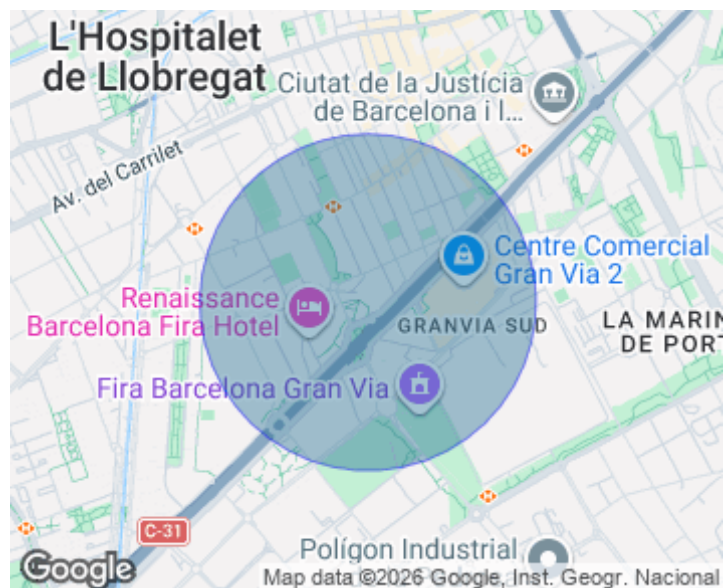 L'Hospitalet
de Llobregat
Ciutat de la Justícia
de Barcelona i l...
Av. del Carrilet
Centre Comercial
Gran Via 2
Renaissance
Barcelona Fira Hotel
GRANVIA SUD
LA MARIN
DE PORT
Fira Barcelona Gran Via
C-31
Polígon Industrial
Google
Map data ©2026 Google, Inst. Geogr. Nacional